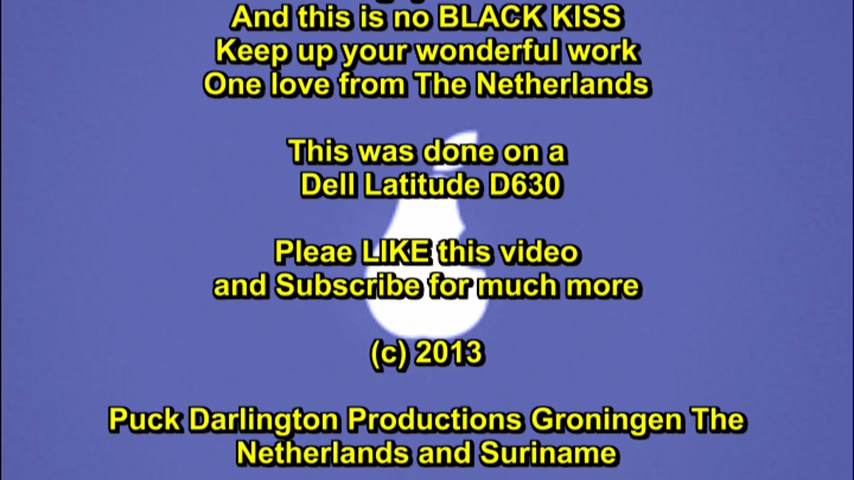 And this is no BLACK KISS
Keep up your wonderful work
One love from The Netherlands
This was done on a
Dell Latitude D630
Pleae LIKE this video
and Subscribe for much more
(c) 2013
Puck Darlington Productions Groningen The
Netherlands and Suriname